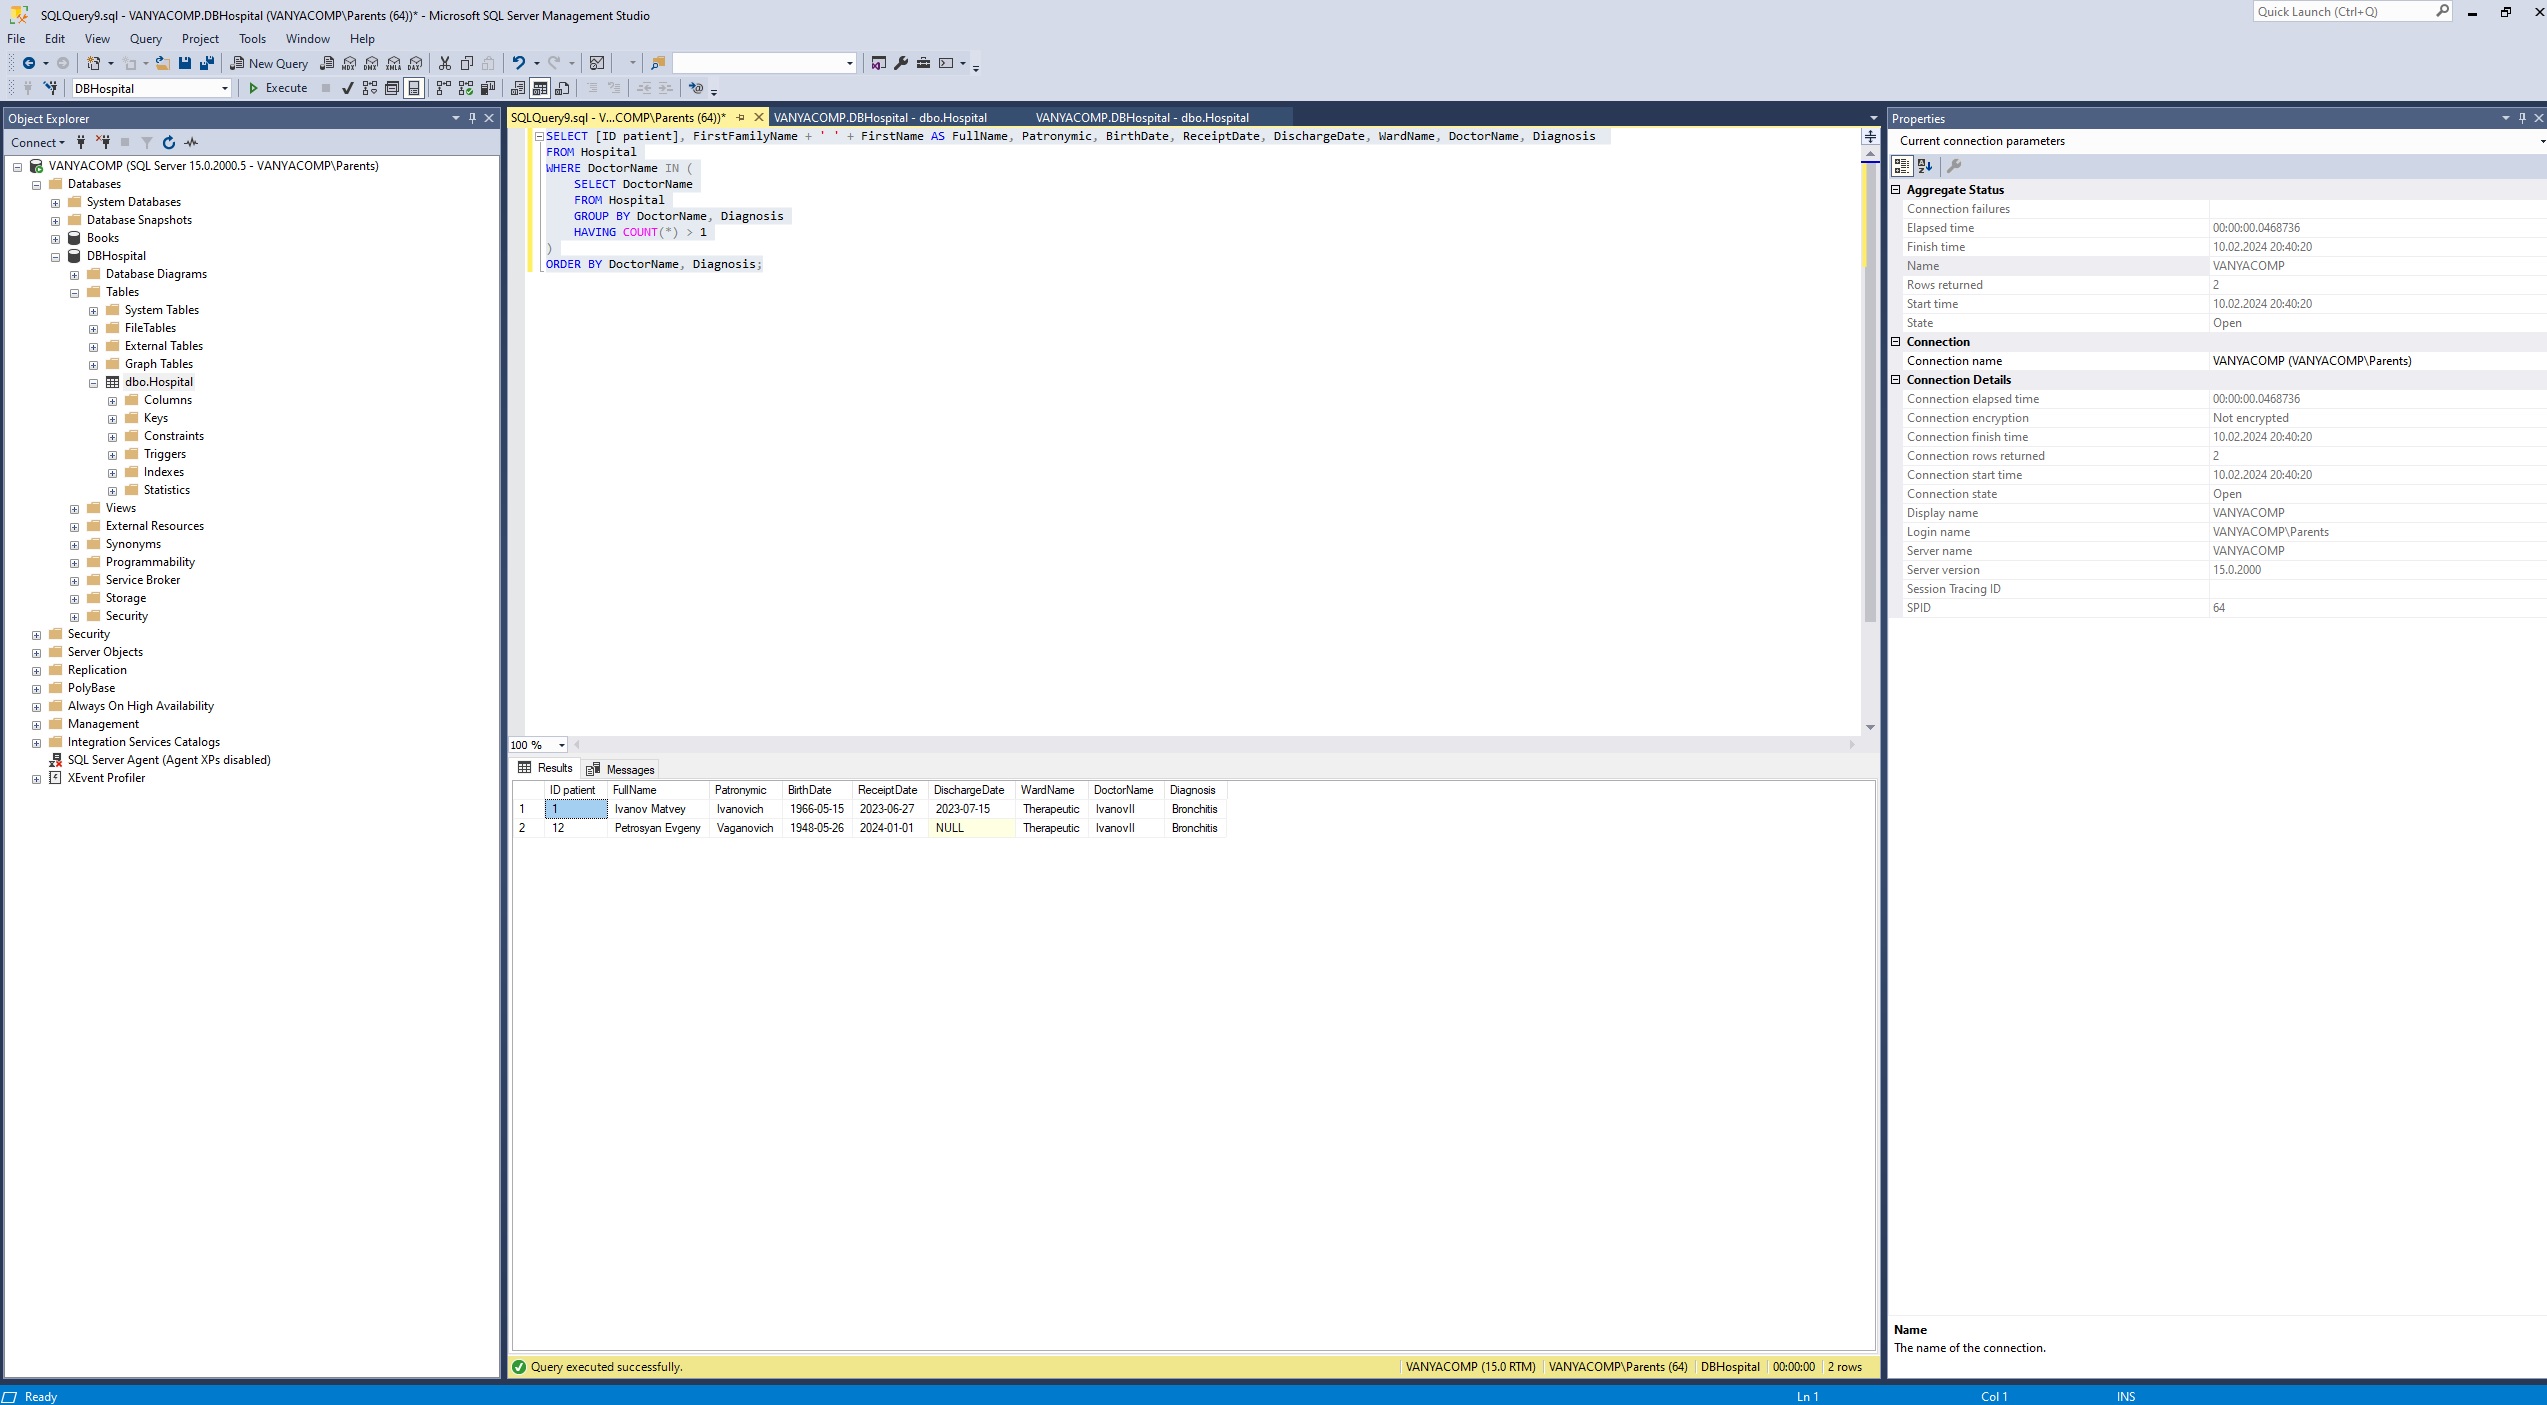 SQLQuery9.sql - VANYACOMP.DBHospital (VANYACOMP\Parents (64))* - Microsoft SQL Server Management Studio
Quick Launch (Ctrl+Q)
File Edit View Query Project Tools Window Help
New Query MDX DMX XMLA DAX
DBHospital Execute
Object Explorer
Connect
VANYACOMP (SQL Server 15.0.2000.5 - VANYACOMP\Parents)
Databases
System Databases
Database Snapshots
Books
DBHospital
Database Diagrams
Tables
System Tables
FileTables
External Tables
Graph Tables
dbo.Hospital
Columns
Keys
Constraints
Triggers
Indexes
Statistics
Views
External Resources
Synonyms
Programmability
Service Broker
Storage
Security
Security
Server Objects
Replication
PolyBase
Always On High Availability
Management
Integration Services Catalogs
SQL Server Agent (Agent XPs disabled)
XEvent Profiler
SQLQuery9.sql - V...COMP\Parents (64))* VANYACOMP.DBHospital - dbo.Hospital VANYACOMP.DBHospital - dbo.Hospital
SELECT [ID patient], FirstFamilyName + ' ' + FirstName AS FullName, Patronymic, BirthDate, ReceiptDate, DischargeDate, WardName, DoctorName, Diagnosis
FROM Hospital
WHERE DoctorName IN (
SELECT DoctorName
FROM Hospital
GROUP BY DoctorName, Diagnosis
HAVING COUNT(*) > 1
)
ORDER BY DoctorName, Diagnosis;
100 %
Results Messages
ID patient FullName Patronymic BirthDate ReceiptDate DischargeDate WardName DoctorName Diagnosis
1 1 Ivanov Matvey Ivanovich 1966-05-15 2023-06-27 2023-07-15 Therapeutic IvanovII Bronchitis
2 12 Petrosyan Evgeny Vaganovich 1948-05-26 2024-01-01 NULL Therapeutic IvanovII Bronchitis
Query executed successfully. VANYACOMP (15.0 RTM) VANYACOMP\Parents (64) DBHospital 00:00:00 2 rows
Properties
Current connection parameters
Aggregate Status
Connection failures
Elapsed time 00:00:00.0468736
Finish time 10.02.2024 20:40:20
Name VANYACOMP
Rows returned 2
Start time 10.02.2024 20:40:20
State Open
Connection
Connection name VANYACOMP (VANYACOMP\Parents)
Connection Details
Connection elapsed time 00:00:00.0468736
Connection encryption Not encrypted
Connection finish time 10.02.2024 20:40:20
Connection rows returned 2
Connection start time 10.02.2024 20:40:20
Connection state Open
Display name VANYACOMP
Login name VANYACOMP\Parents
Server name VANYACOMP
Server version 15.0.2000
Session Tracing ID
SPID 64
Name
The name of the connection.
Ready Ln 1 Col 1 INS